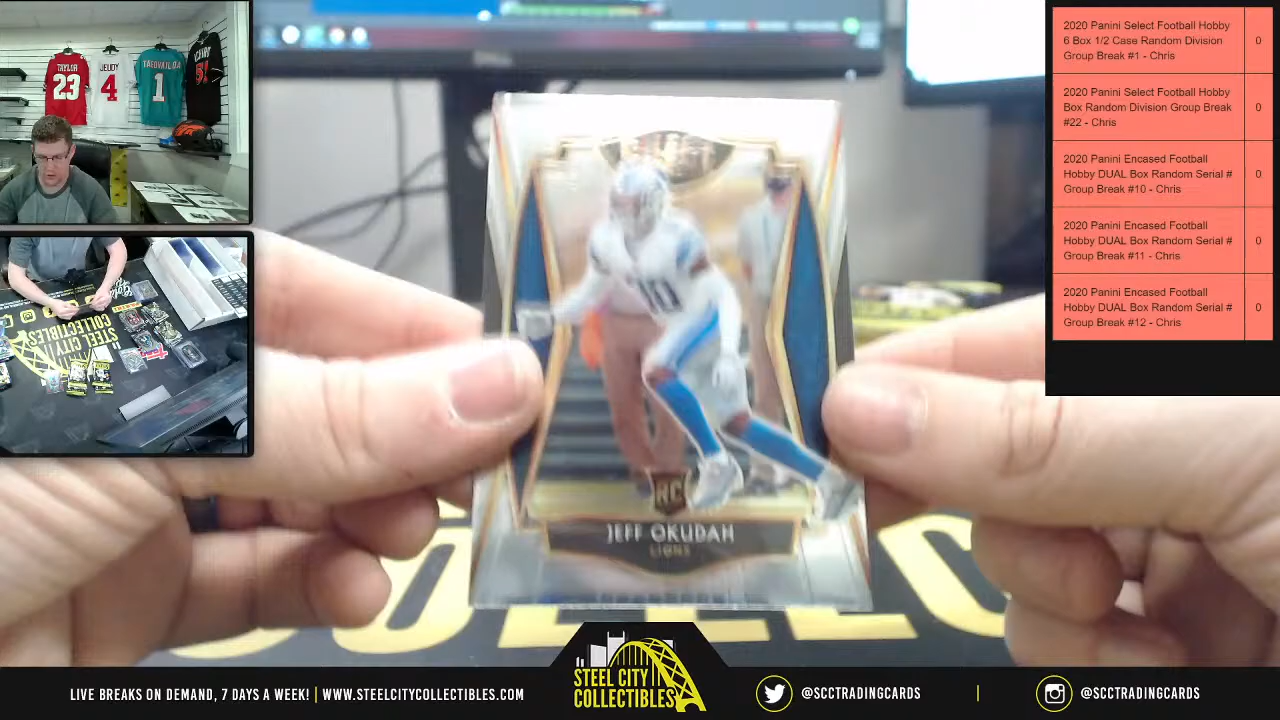 TAYLOR
23
JEUDY
4
TAGOVAILOA
1
ICHIRO
51
2020 Panini Select Football Hobby
6 Box 1/2 Case Random Division
Group Break #1 - Chris
0
2020 Panini Select Football Hobby
Box Random Division Group Break
#22 - Chris
0
2020 Panini Encased Football
Hobby DUAL Box Random Serial #
Group Break #10 - Chris
0
2020 Panini Encased Football
Hobby DUAL Box Random Serial #
Group Break #11 - Chris
0
2020 Panini Encased Football
Hobby DUAL Box Random Serial #
Group Break #12 - Chris
0
STEEL CITY
COLLECTIBLES
10
RC
JEFF OKUDAH
LIONS
LIVE BREAKS ON DEMAND, 7 DAYS A WEEK! | WWW.STEELCITYCOLLECTIBLES.COM
STEEL CITY
COLLECTIBLES
@SCCTRADINGCARDS | @SCCTRADINGCARDS